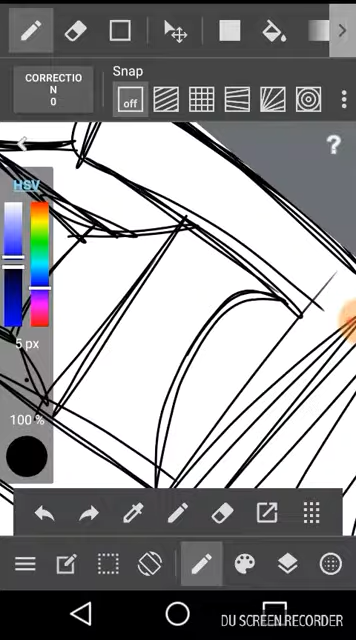 CORRECTIO
N
0
Snap
off
?
HSV
5 px
100 %
DU SCREEN RECORDER